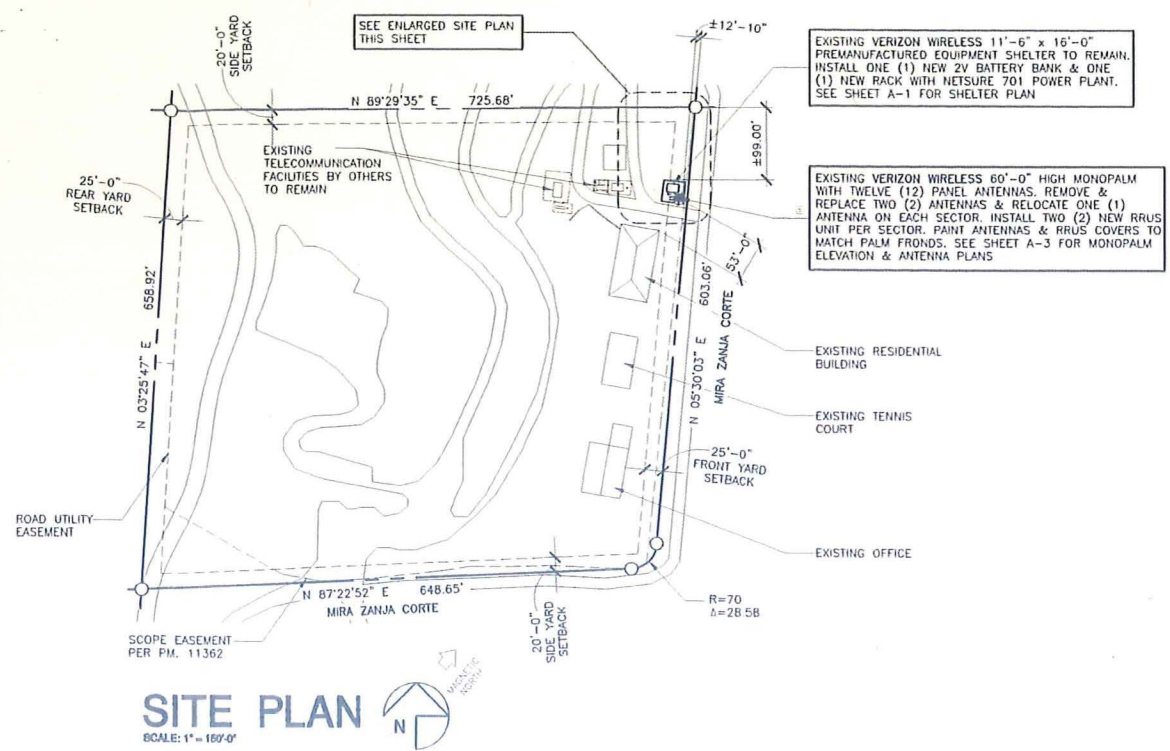 SEE ENLARGED SITE PLAN
THIS SHEET
±12'-10"
EXISTING VERIZON WIRELESS 11'-6" x 16'-0"
PREMANUFACTURED EQUIPMENT SHELTER TO REMAIN.
INSTALL ONE (1) NEW 2V BATTERY BANK & ONE
(1) NEW RACK WITH NETSURE 701 POWER PLANT.
SEE SHEET A-1 FOR SHELTER PLAN
20'-0"
SIDE YARD
SETBACK
N 89°29'35" E 725.68'
±99.00'
EXISTING
TELECOMMUNICATION
FACILITIES BY OTHERS
TO REMAIN
25'-0"
REAR YARD
SETBACK
EXISTING VERIZON WIRELESS 60'-0" HIGH MONOPALM
WITH TWELVE (12) PANEL ANTENNAS. REMOVE &
REPLACE TWO (2) ANTENNAS & RELOCATE ONE (1)
ANTENNA ON EACH SECTOR. INSTALL TWO (2) NEW RRUS
UNIT PER SECTOR. PAINT ANTENNAS & RRUS COVERS TO
MATCH PALM FRONDS. SEE SHEET A-3 FOR MONOPALM
ELEVATION & ANTENNA PLANS
53'-0"
N 03°25'47" E 658.92'
N 05°30'03" E 603.06'
MIRA ZANJA CORTE
EXISTING RESIDENTIAL
BUILDING
EXISTING TENNIS
COURT
25'-0"
FRONT YARD
SETBACK
ROAD UTILITY
EASEMENT
EXISTING OFFICE
N 87°22'52" E 648.65'
MIRA ZANJA CORTE
R=70
Δ=28.58
20'-0"
SIDE YARD
SETBACK
SCOPE EASEMENT
PER PM. 11362
MAGNETIC
NORTH
SITE PLAN
N
SCALE: 1" = 150'-0"